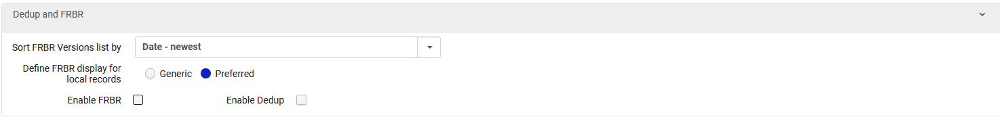 Dedup and FRBR
Sort FRBR Versions list by
Date - newest
Define FRBR display for
local records
Generic
Preferred
Enable FRBR
Enable Dedup